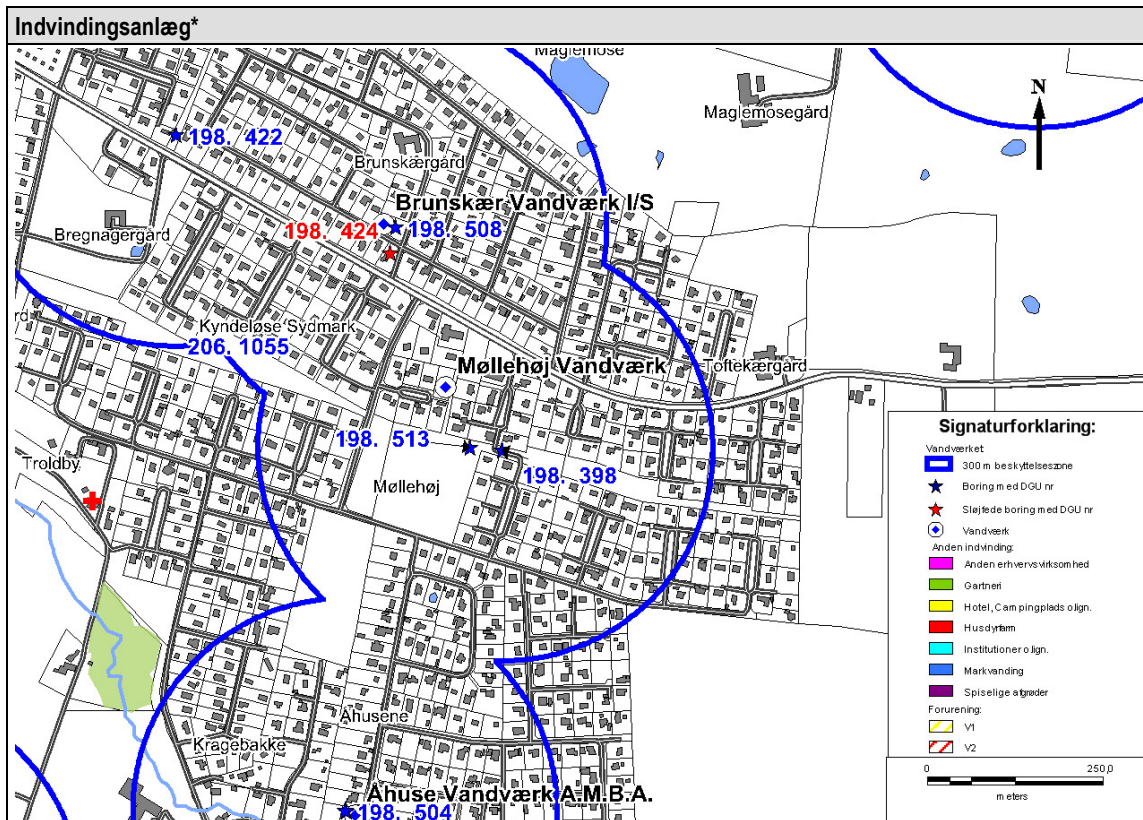 Indvindingsanlæg*
Maglemose
Maglemosegård
N
198. 422
Brunskærgård
Brunskær Vandværk I/S
198. 424
198. 508
Bregnagergård
Kyndeløse Sydmark
206. 1055
Møllehøj Vandværk
Toftekærgård
198. 513
198. 398
Troldby
Møllehøj
Åhusene
Kragebakke
Åhuse Vandværk A.M.B.A.
198. 504
Signaturforklaring:
Vandværket
300 m beskyttelseszone
Boring med DGU nr
Sløjfede boring med DGU nr
Vandværk
Anden indvinding:
Anden erhvervsvirksomhed
Gartneri
Hotel, Campingplads olign.
Husdyrfarm
Institutioner olign.
Markvanding
Spiselige afgrøder
Forurening:
V1
V2
0 250,0
meters